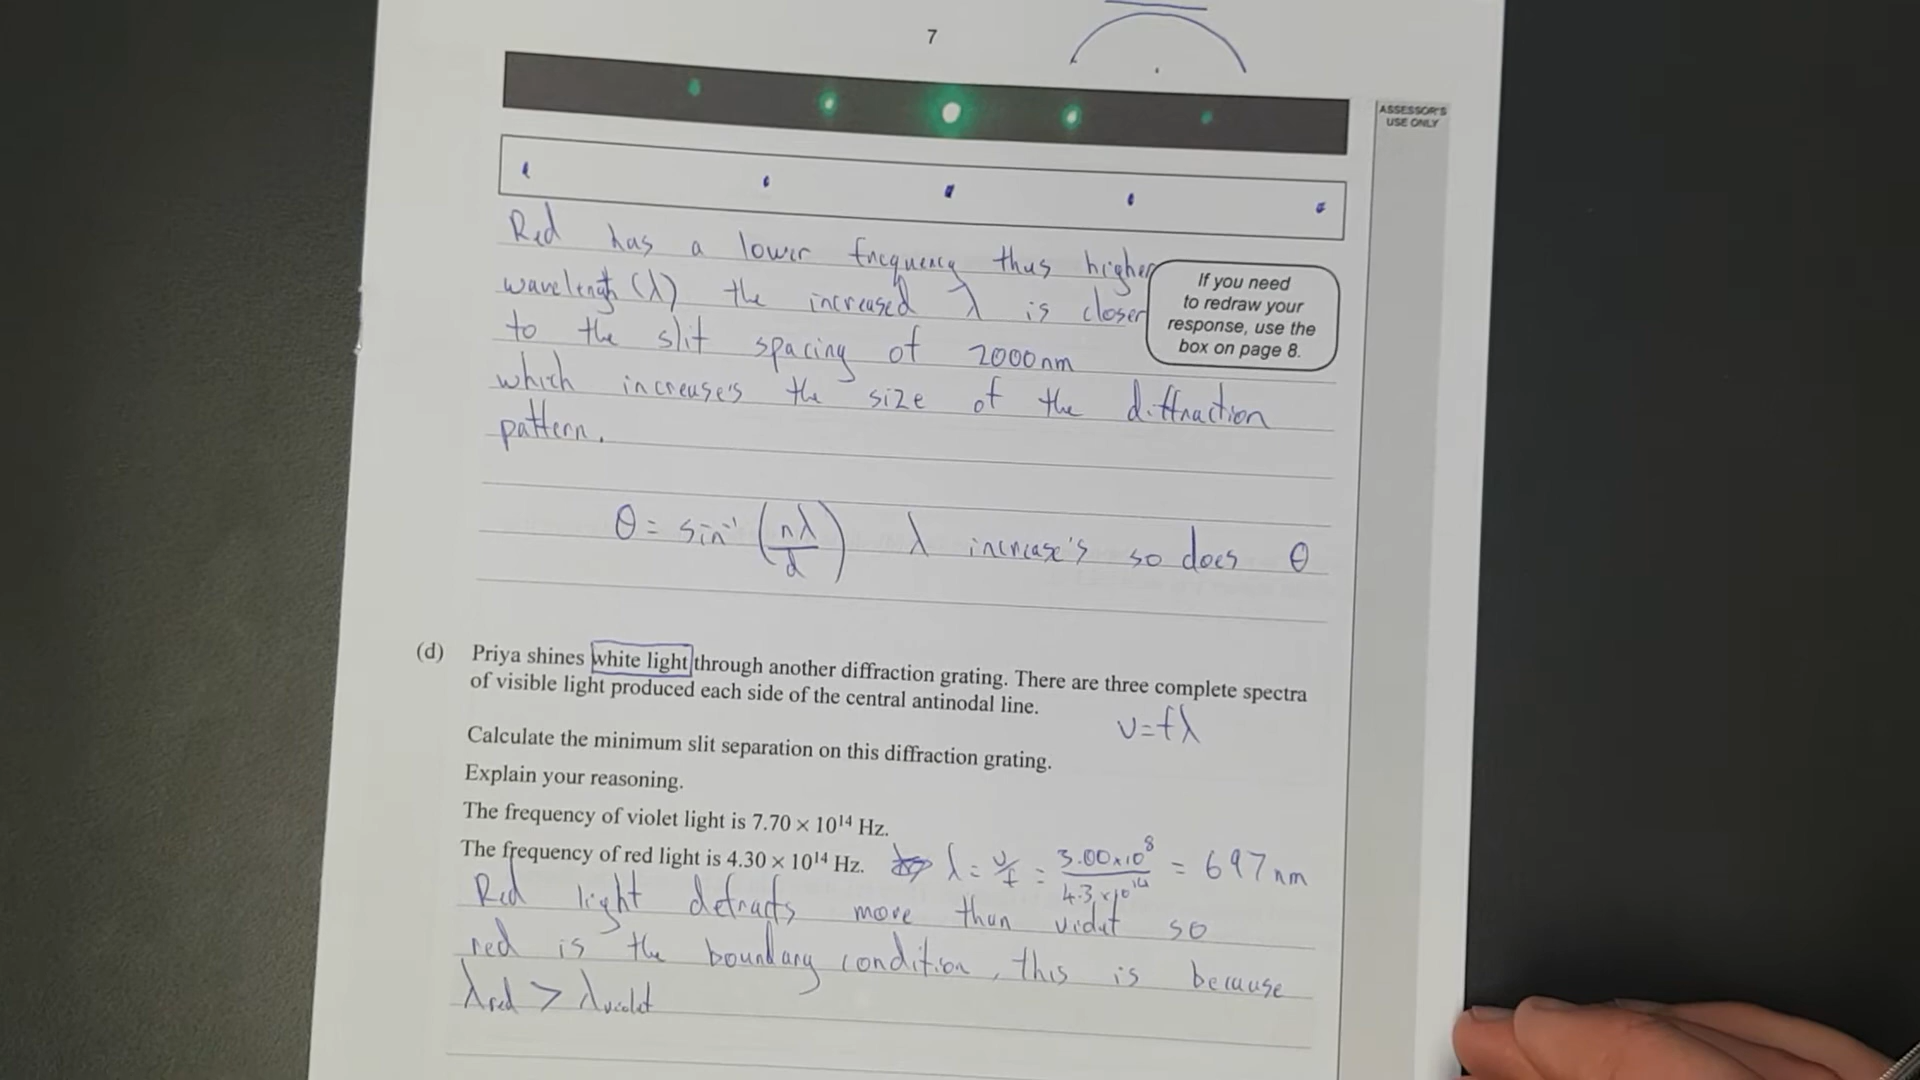 7
ASSESSOR'S
USE ONLY
Red has a lower frequency thus higher
wavelength (λ) the increased λ is closer
to the slit spacing of 2000nm
which increase's the size of the diffraction
pattern.
If you need
to redraw your
response, use the
box on page 8.
θ = sin⁻¹ (nλ/d) λ increase's so does θ
(d) Priya shines white light through another diffraction grating. There are three complete spectra
of visible light produced each side of the central antinodal line.
v=fλ
Calculate the minimum slit separation on this diffraction grating.
Explain your reasoning.
The frequency of violet light is 7.70 × 10¹⁴ Hz.
The frequency of red light is 4.30 × 10¹⁴ Hz. λ = v/f = 3.00×10⁸/4.3×10¹⁴ = 697nm
Red light defracts more than violet so
red is the boundary condition, this is because
λred > λviolet